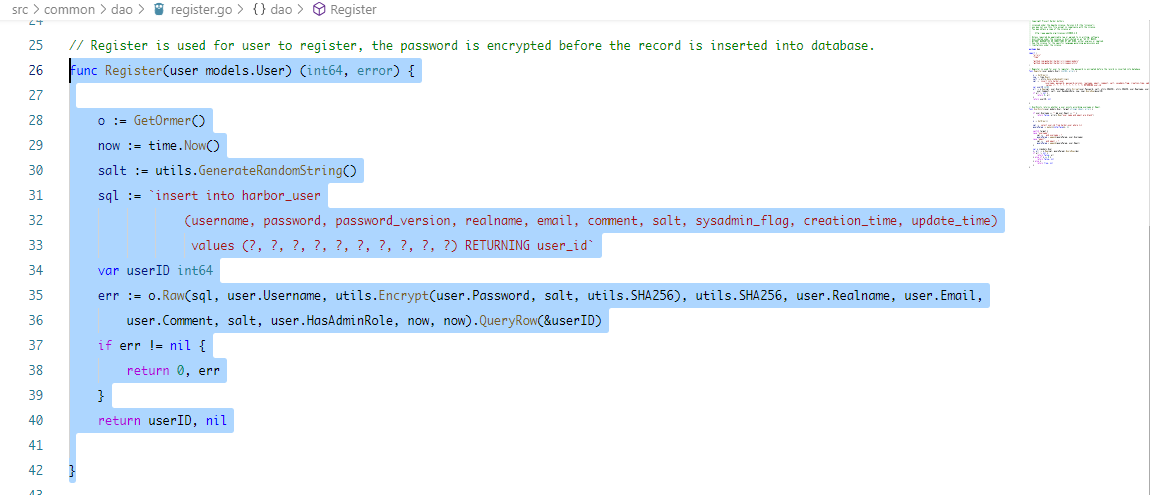 src > common > dao > register.go > {} dao > Register
24
25 // Register is used for user to register, the password is encrypted before the record is inserted into database.
26 func Register(user models.User) (int64, error) {
27
28 o := GetOrmer()
29 now := time.Now()
30 salt := utils.GenerateRandomString()
31 sql := `insert into harbor_user
32 (username, password, password_version, realname, email, comment, salt, sysadmin_flag, creation_time, update_time)
33 values (?, ?, ?, ?, ?, ?, ?, ?, ?, ?) RETURNING user_id`
34 var userID int64
35 err := o.Raw(sql, user.Username, utils.Encrypt(user.Password, salt, utils.SHA256), utils.SHA256, user.Realname, user.Email,
36 user.Comment, salt, user.HasAdminRole, now, now).QueryRow(&userID)
37 if err != nil {
38 return 0, err
39 }
40 return userID, nil
41
42 }
43